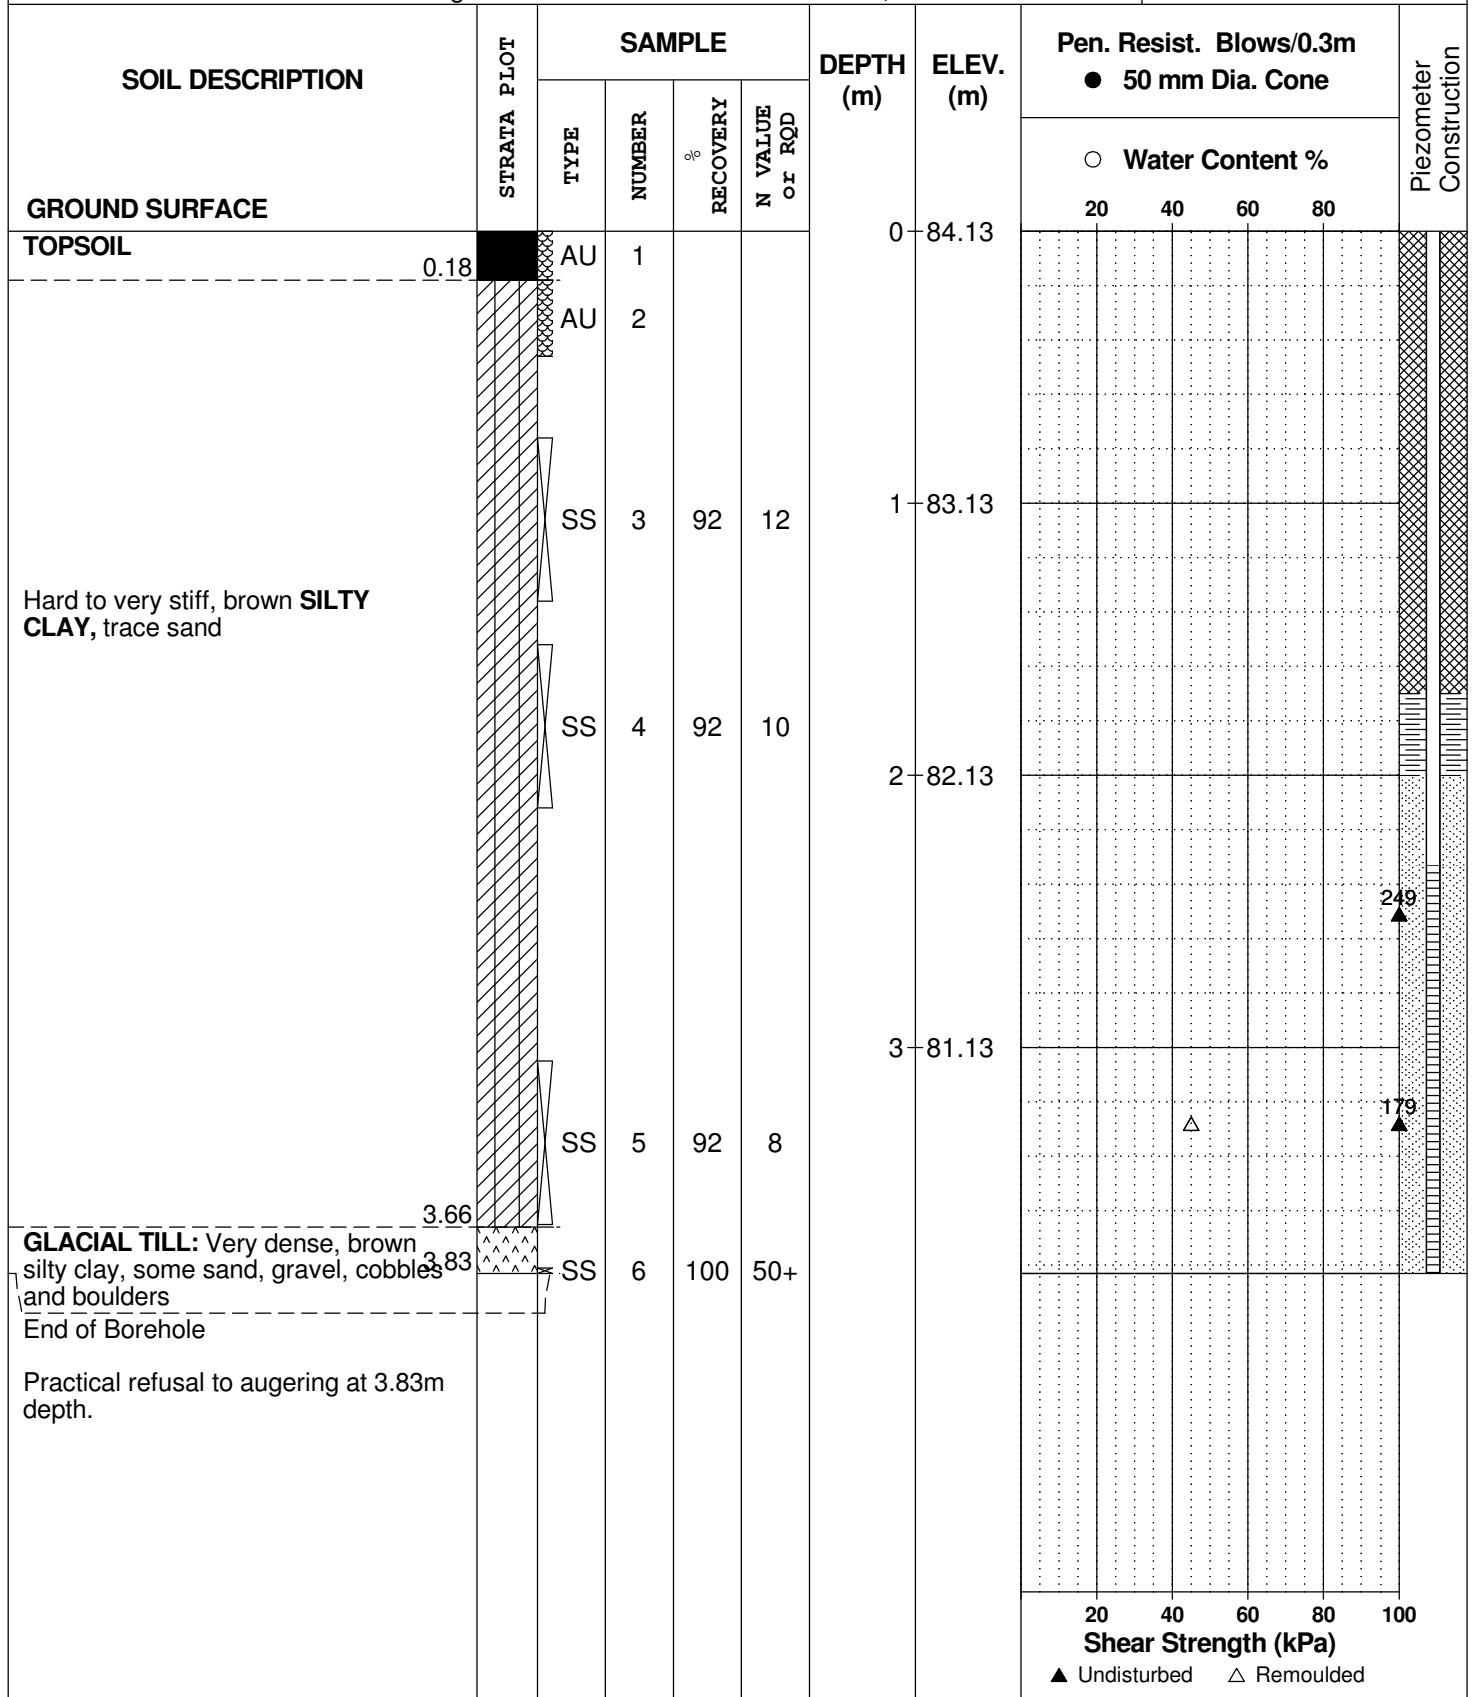 SOIL DESCRIPTION
GROUND SURFACE
STRATA PLOT
SAMPLE
TYPE
NUMBER
%
RECOVERY
N VALUE
or RQD
DEPTH
(m)
ELEV.
(m)
Pen. Resist. Blows/0.3m
● 50 mm Dia. Cone
○ Water Content %
20 40 60 80
Piezometer
Construction
TOPSOIL
0.18
AU 1
0 84.13
AU 2
SS 3 92 12
1 83.13
Hard to very stiff, brown SILTY
CLAY, trace sand
SS 4 92 10
2 82.13
249
3 81.13
179
SS 5 92 8
3.66
GLACIAL TILL: Very dense, brown
silty clay, some sand, gravel, cobbles
3.83
and boulders
SS 6 100 50+
End of Borehole
Practical refusal to augering at 3.83m
depth.
20 40 60 80 100
Shear Strength (kPa)
▲ Undisturbed △ Remoulded